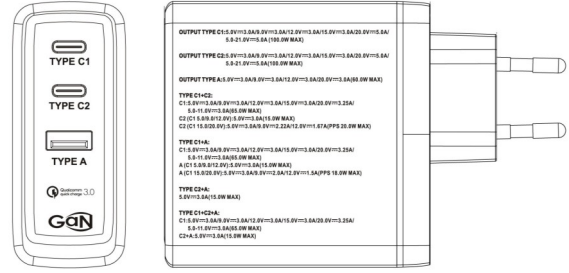 TYPE C1
TYPE C2
TYPE A
Qualcomm
quick charge 3.0
GaN
OUTPUT TYPE C1:5.0V⎓3.0A/9.0V⎓3.0A/12.0V⎓3.0A/15.0V⎓3.0A/20.0V⎓5.0A/
5.0-21.0V⎓5.0A(100.0W MAX)
OUTPUT TYPE C2:5.0V⎓3.0A/9.0V⎓3.0A/12.0V⎓3.0A/15.0V⎓3.0A/20.0V⎓5.0A/
5.0-21.0V⎓5.0A(100.0W MAX)
OUTPUT TYPE A:5.0V⎓3.0A/9.0V⎓3.0A/12.0V⎓3.0A/20.0V⎓3.0A(60.0W MAX)
TYPE C1+C2:
C1:5.0V⎓3.0A/9.0V⎓3.0A/12.0V⎓3.0A/15.0V⎓3.0A/20.0V⎓3.25A/
5.0-11.0V⎓3.0A(65.0W MAX)
C2 (C1 5.0/9.0/12.0V):5.0V⎓3.0A(15.0W MAX)
C2 (C1 15.0/20.0V):5.0V⎓3.0A/9.0V⎓2.22A/12.0V⎓1.67A(PPS 20.0W MAX)
TYPE C1+A:
C1:5.0V⎓3.0A/9.0V⎓3.0A/12.0V⎓3.0A/15.0V⎓3.0A/20.0V⎓3.25A/
5.0-11.0V⎓3.0A(65.0W MAX)
A (C1 5.0/9.0/12.0V):5.0V⎓3.0A(15.0W MAX)
A (C1 15.0/20.0V):5.0V⎓3.0A/9.0V⎓2.0A/12.0V⎓1.5A(PPS 18.0W MAX)
TYPE C2+A:
5.0V⎓3.0A(15.0W MAX)
TYPE C1+C2+A:
C1:5.0V⎓3.0A/9.0V⎓3.0A/12.0V⎓3.0A/15.0V⎓3.0A/20.0V⎓3.25A/
5.0-11.0V⎓3.0A(65.0W MAX)
C2+A:5.0V⎓3.0A(15.0W MAX)